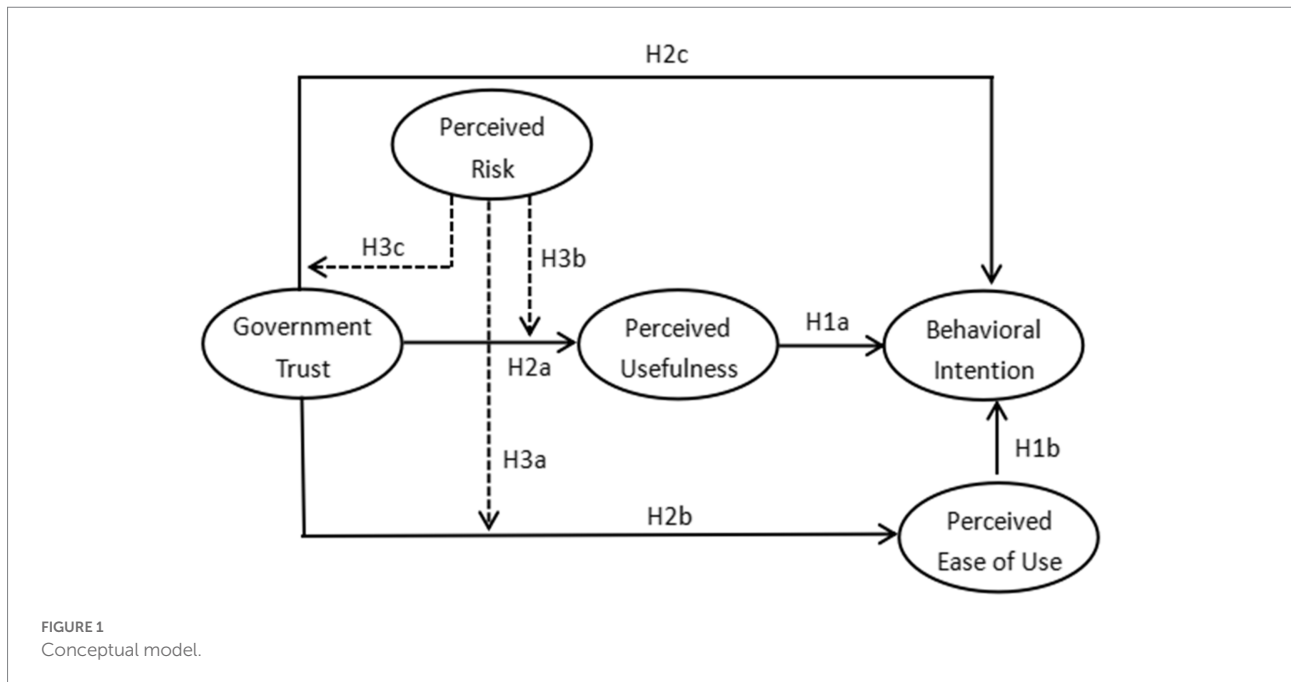 H2c
Perceived
Risk
H3c
H3b
Government
Trust
H2a
Perceived
Usefulness
H1a
Behavioral
Intention
H3a
H1b
H2b
Perceived
Ease of Use
FIGURE 1
Conceptual model.